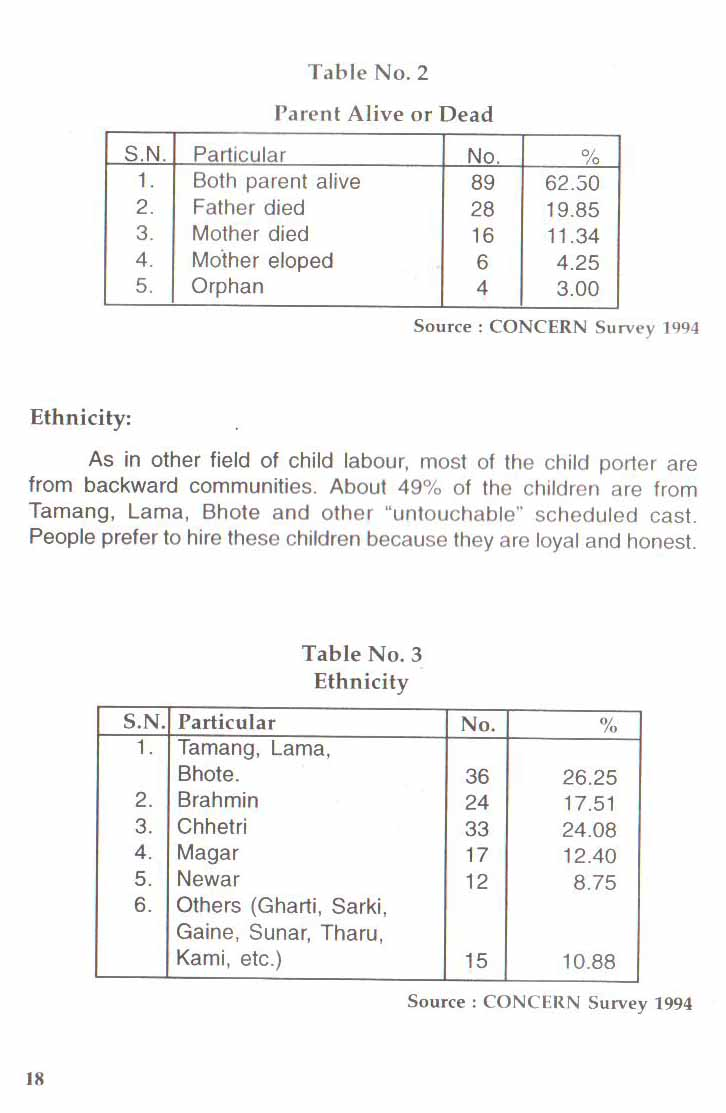 Table No. 2
Parent Alive or Dead
S.N. Particular No. %
1. Both parent alive 89 62.50
2. Father died 28 19.85
3. Mother died 16 11.34
4. Mother eloped 6 4.25
5. Orphan 4 3.00
Source : CONCERN Survey 1994
Ethnicity:
As in other field of child labour, most of the child porter are
from backward communities. About 49% of the children are from
Tamang, Lama, Bhote and other “untouchable” scheduled cast.
People prefer to hire these children because they are loyal and honest.
Table No. 3
Ethnicity
S.N. Particular No. %
1. Tamang, Lama,
Bhote. 36 26.25
2. Brahmin 24 17.51
3. Chhetri 33 24.08
4. Magar 17 12.40
5. Newar 12 8.75
6. Others (Gharti, Sarki,
Gaine, Sunar, Tharu,
Kami, etc.) 15 10.88
Source : CONCERN Survey 1994
18